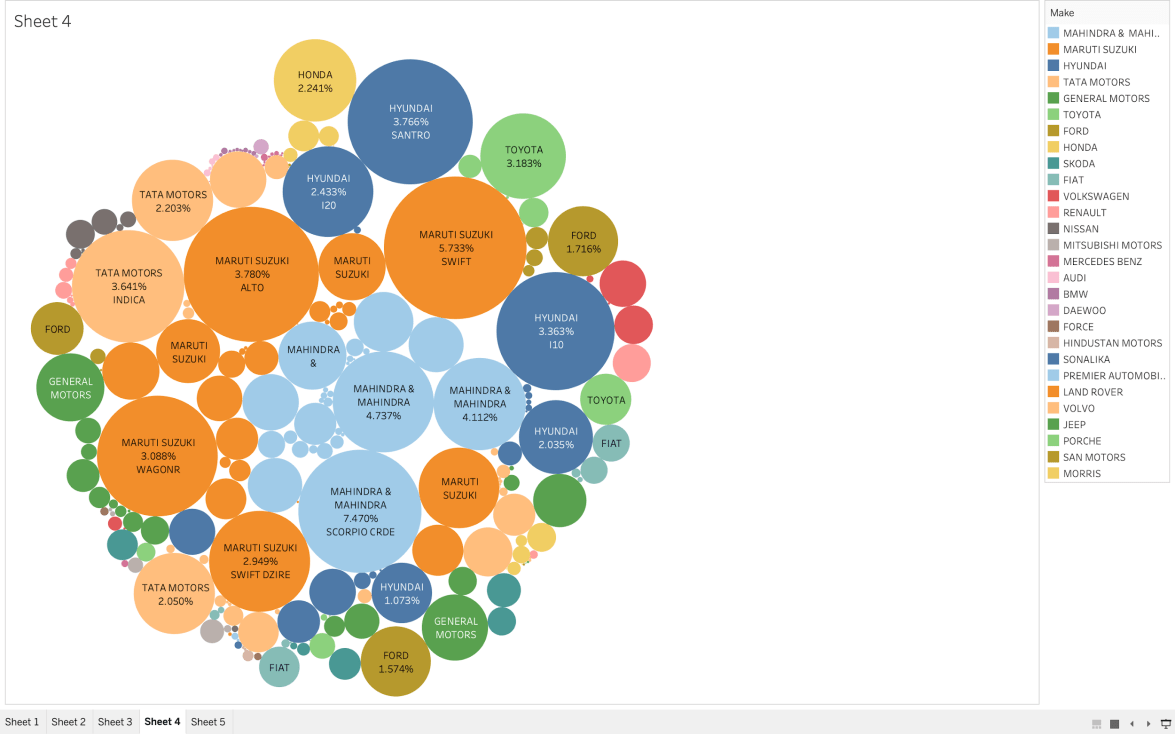 Sheet 4
HONDA
2.241%
HYUNDAI
3.766%
SANTRO
TOYOTA
3.183%
HYUNDAI
2.433%
I20
TATA MOTORS
2.203%
MARUTI SUZUKI
5.733%
SWIFT
FORD
1.716%
MARUTI SUZUKI
3.780%
ALTO
MARUTI
SUZUKI
TATA MOTORS
3.641%
INDICA
HYUNDAI
3.363%
I10
FORD
MARUTI
SUZUKI
MAHINDRA
&
GENERAL
MOTORS
MAHINDRA &
MAHINDRA
4.737%
MAHINDRA &
MAHINDRA
4.112%
TOYOTA
HYUNDAI
2.035%
FIAT
MARUTI SUZUKI
3.088%
WAGONR
MAHINDRA &
MAHINDRA
7.470%
SCORPIO CRDE
MARUTI
SUZUKI
MARUTI SUZUKI
2.949%
SWIFT DZIRE
TATA MOTORS
2.050%
HYUNDAI
1.073%
GENERAL
MOTORS
FORD
1.574%
FIAT
Make
MAHINDRA & MAHI..
MARUTI SUZUKI
HYUNDAI
TATA MOTORS
GENERAL MOTORS
TOYOTA
FORD
HONDA
SKODA
FIAT
VOLKSWAGEN
RENAULT
NISSAN
MITSUBISHI MOTORS
MERCEDES BENZ
AUDI
BMW
DAEWOO
FORCE
HINDUSTAN MOTORS
SONALIKA
PREMIER AUTOMOBI..
LAND ROVER
VOLVO
JEEP
PORCHE
SAN MOTORS
MORRIS
Sheet 1 Sheet 2 Sheet 3 Sheet 4 Sheet 5